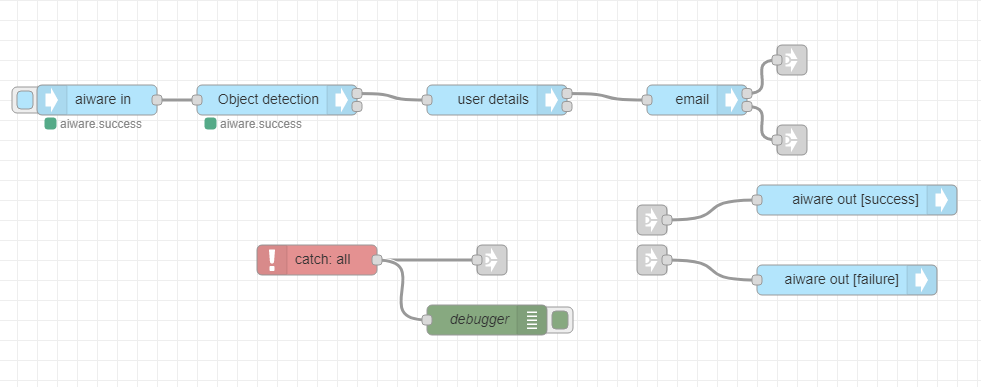 aiware in
Object detection
user details
email
aiware.success
aiware.success
aiware out [success]
catch: all
aiware out [failure]
debugger